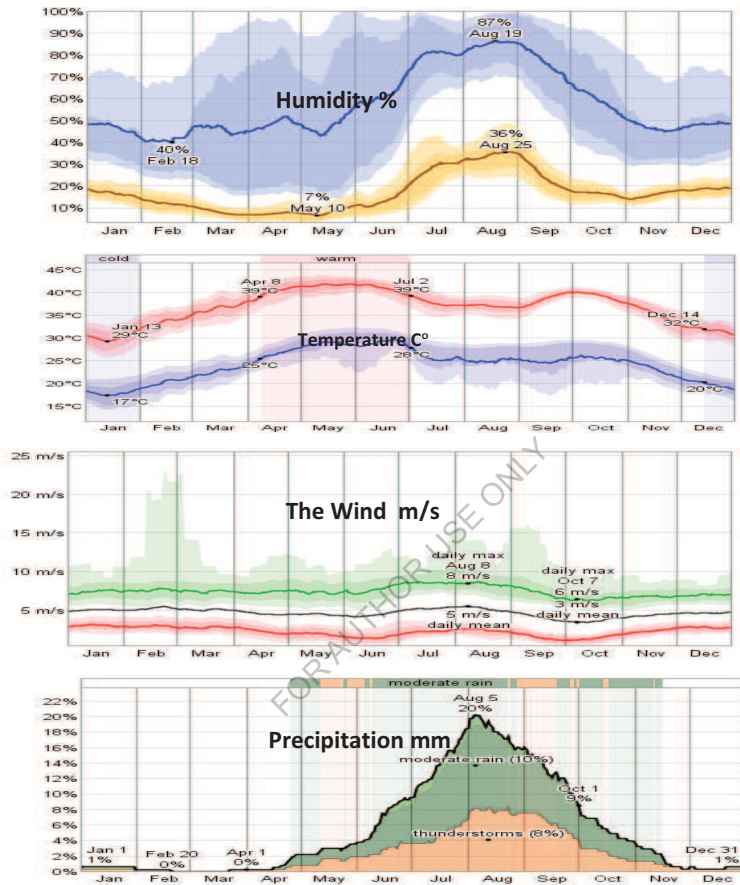 100%
90%
80%
70%
60%
50%
40%
30%
20%
10%
87%
Aug 19
Humidity %
40%
Feb 18
36%
Aug 25
7%
May 10
Jan Feb Mar Apr May Jun Jul Aug Sep Oct Nov Dec
cold warm
45°C
40°C
35°C
30°C
25°C
20°C
15°C
Apr 8
39°C
Jul 2
39°C
Jan 13
29°C
Dec 14
32°C
Temperature C°
25°C
28°C
17°C
20°C
Jan Feb Mar Apr May Jun Jul Aug Sep Oct Nov Dec
25 m/s
20 m/s
15 m/s
10 m/s
5 m/s
The Wind m/s
daily max
Aug 8
8 m/s
daily max
Oct 7
6 m/s
3 m/s
daily mean
5 m/s
daily mean
Jan Feb Mar Apr May Jun Jul Aug Sep Oct Nov Dec
FOR AUTHOR USE ONLY
moderate rain
22%
20%
18%
16%
14%
12%
10%
8%
6%
4%
2%
0%
Aug 5
20%
Precipitation mm
moderate rain (10%)
Oct 1
9%
thunderstorms (8%)
Jan 1
1%
Feb 20
0%
Apr 1
0%
Dec 31
1%
Jan Feb Mar Apr May Jun Jul Aug Sep Oct Nov Dec